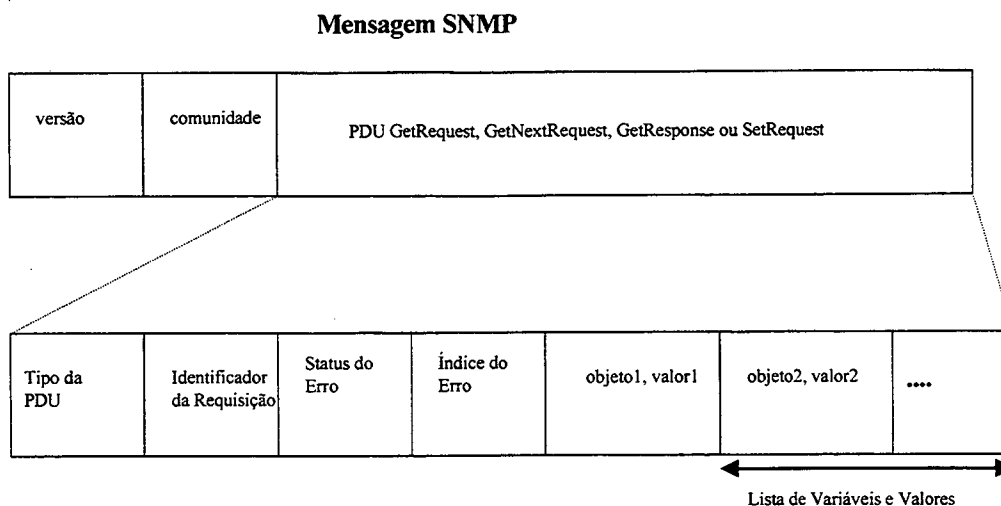 Mensagem SNMP
versão
comunidade
PDU GetRequest, GetNextRequest, GetResponse ou SetRequest
Tipo da
PDU
Identificador
da Requisição
Status do
Erro
Índice do
Erro
objeto1, valor1
objeto2, valor2
....
Lista de Variáveis e Valores